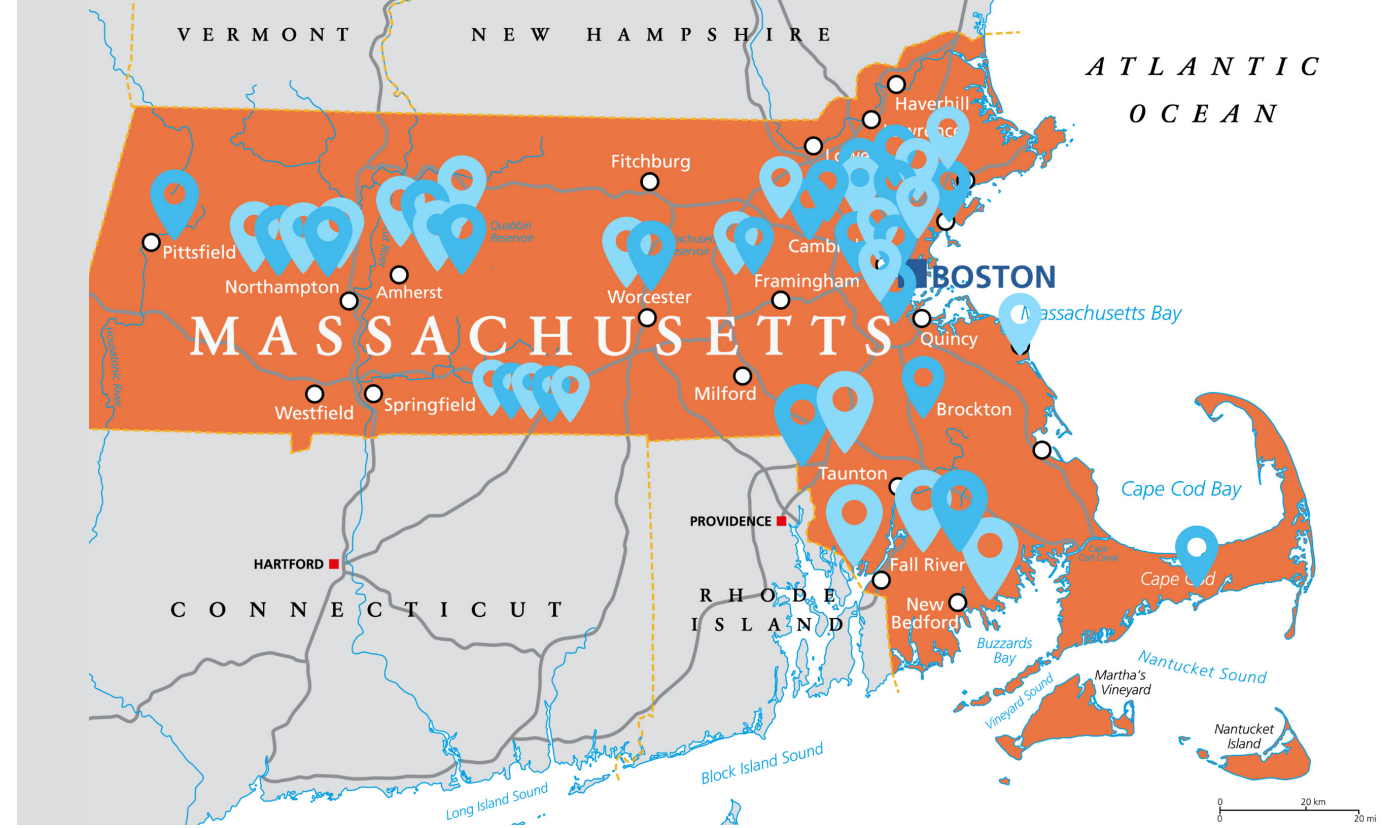 VERMONT
NEW HAMPSHIRE
ATLANTIC
OCEAN
Haverhill
Fitchburg
Quabbin
Reservoir
Pittsfield
Northampton
Amherst
Worcester
Framingham
BOSTON
MASSACHUSETTS
Quincy
Housatonic River
Westfield
Springfield
Milford
Brockton
Taunton
Cape Cod Bay
PROVIDENCE
HARTFORD
Cape
Cod Canal
Fall River
CONNECTICUT
RHODE
ISLAND
New
Bedford
Buzzards
Bay
Nantucket Sound
Martha's
Vineyard
Vineyard Sound
Nantucket
Island
Block Island Sound
Long Island Sound
0 20 km
0 20 mi